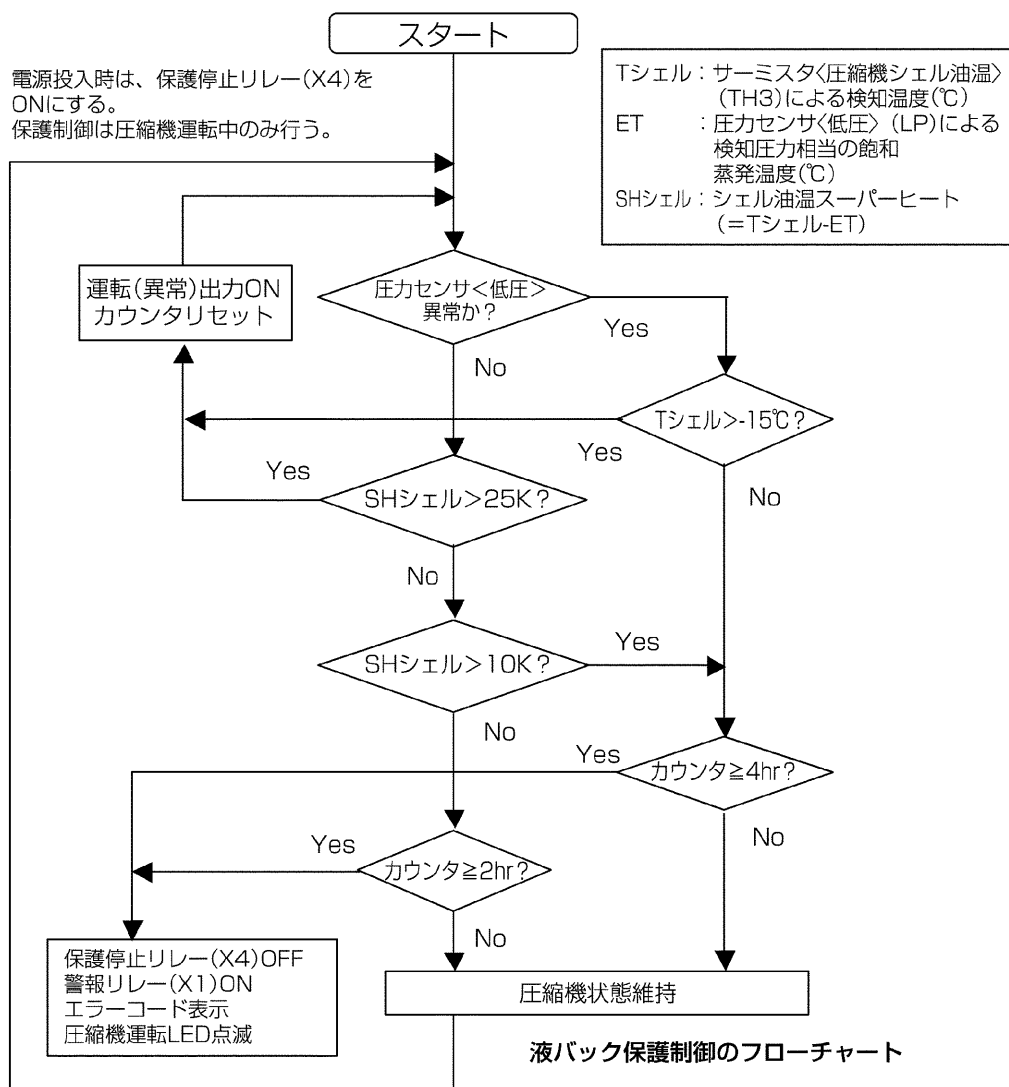 スタート
電源投入時は、保護停止リレー(X4)を
ONにする。
保護制御は圧縮機運転中のみ行う。
Tシェル：サーミスタ〈圧縮機シェル油温〉
(TH3)による検知温度(℃)
ET ：圧力センサ〈低圧〉(LP)による
検知圧力相当の飽和
蒸発温度(℃)
SHシェル：シェル油温スーパーヒート
(＝Tシェル-ET)
運転(異常)出力ON
カウンタリセット
圧力センサ＜低圧＞
異常か？
Yes
No
Tシェル＞-15℃？
Yes
Yes
No
SHシェル＞25K？
No
SHシェル＞10K？
Yes
No
Yes
カウンタ≧4hr？
No
Yes
カウンタ≧2hr？
No
保護停止リレー(X4)OFF
警報リレー(X1)ON
エラーコード表示
圧縮機運転LED点滅
圧縮機状態維持
液バック保護制御のフローチャート